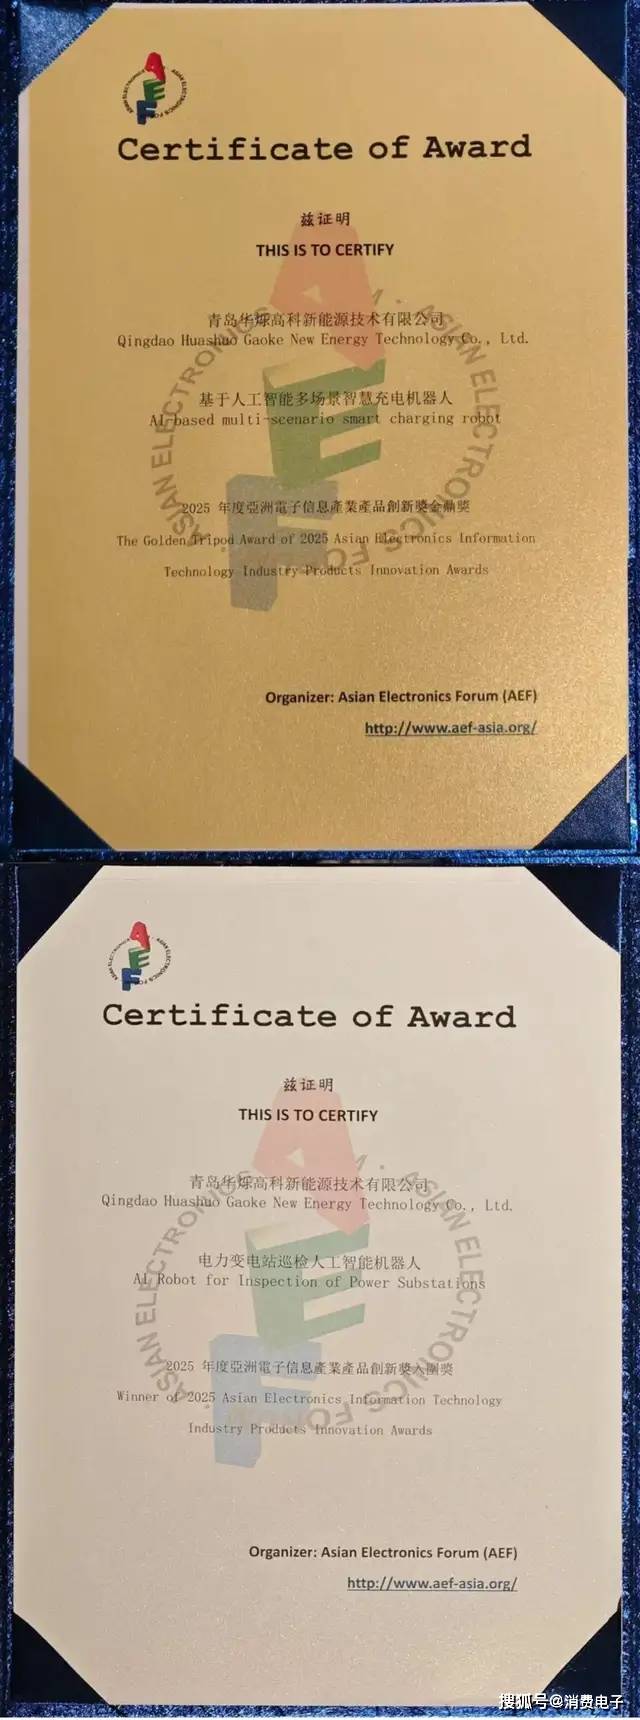 AEF
ASIAN ELECTRONICS FO
Certificate of Award
兹证明
THIS IS TO CERTIFY
青岛华烁高科新能源技术有限公司
Qingdao Huashuo Gaoke New Energy Technology Co., Ltd.
基于人工智能多场景智慧充电机器人
AI-based multi-scenario smart charging robot
2025 年度亞洲電子信息產業產品創新獎金鼎獎
The Golden Tripod Award of 2025 Asian Electronics Information
Technology Industry Products Innovation Awards
Organizer: Asian Electronics Forum (AEF)
http://www.aef-asia.org/
AEF
ASIAN ELECTRONICS FO
Certificate of Award
兹证明
THIS IS TO CERTIFY
青岛华烁高科新能源技术有限公司
Qingdao Huashuo Gaoke New Energy Technology Co., Ltd.
电力变电站巡检人工智能机器人
AI Robot for Inspection of Power Substations
2025 年度亞洲電子信息產業產品創新獎入圍獎
Winner of 2025 Asian Electronics Information Technology
Industry Products Innovation Awards
Organizer: Asian Electronics Forum (AEF)
http://www.aef-asia.org/
搜狐号@消费电子